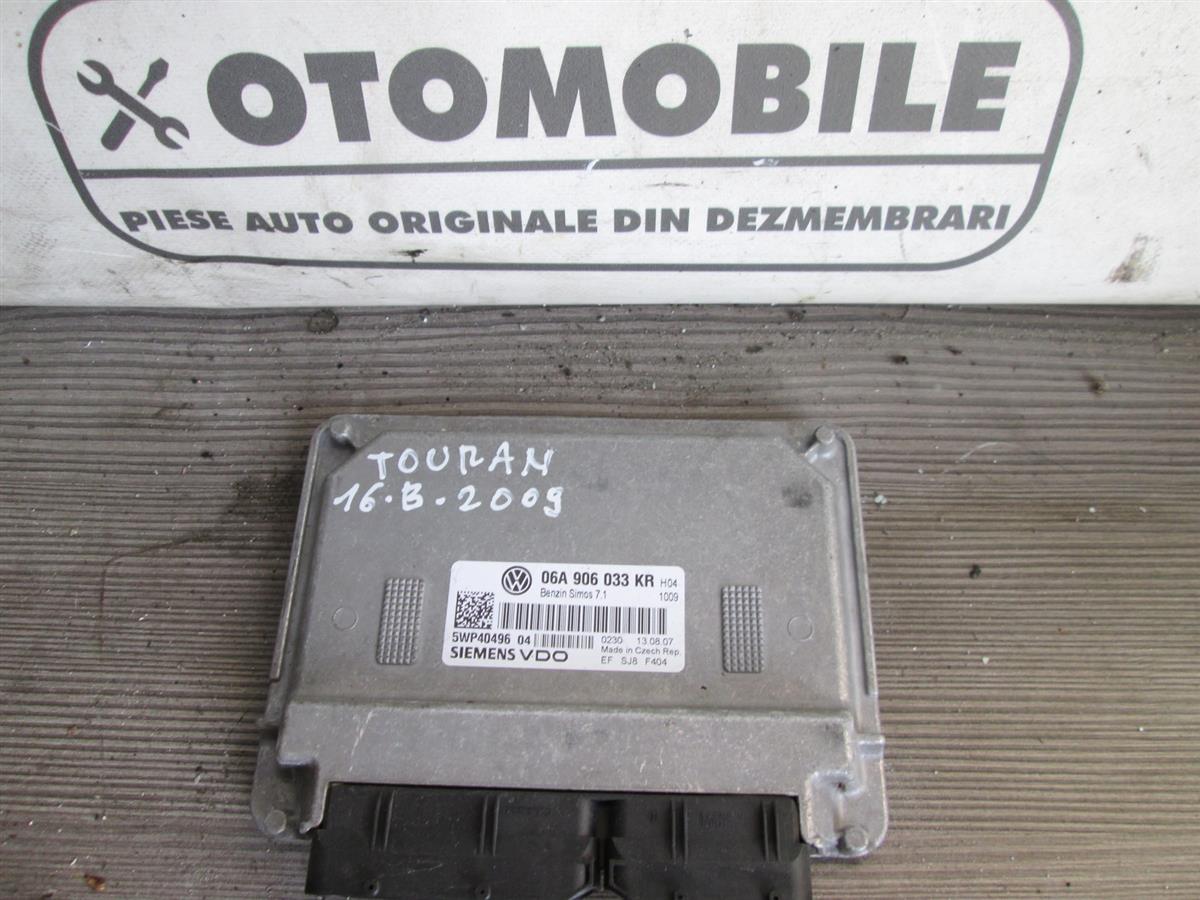 OTOMOBILE
PIESE AUTO ORIGINALE DIN DEZMEMBRARI
TOURAN
16.B.2009
06A 906 033 KR H04
Benzin Simos 7.1 1009
5WP40496 04 0230 13.08.07
SIEMENS VDO Made in Czech Rep.
EF SJ8 F404